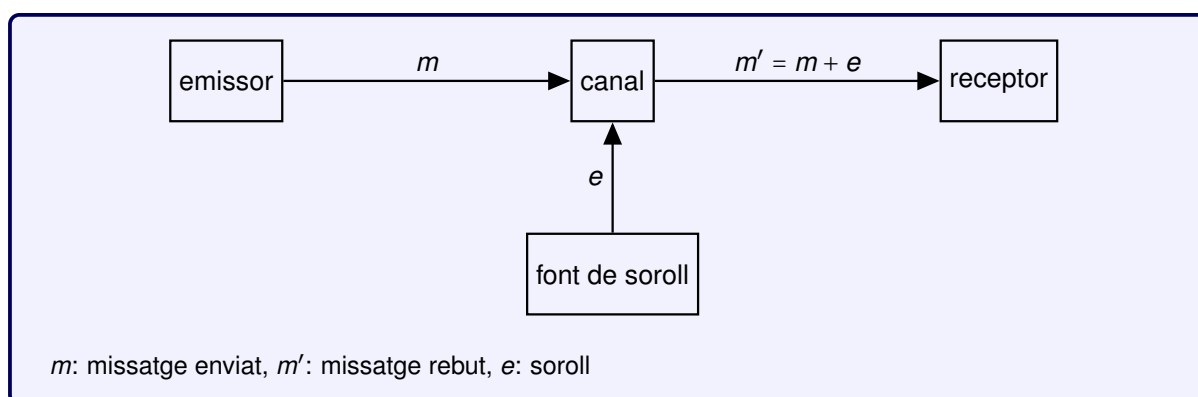 emissor
m
canal
m′ = m + e
receptor
e
font de soroll
m: missatge enviat, m′: missatge rebut, e: soroll